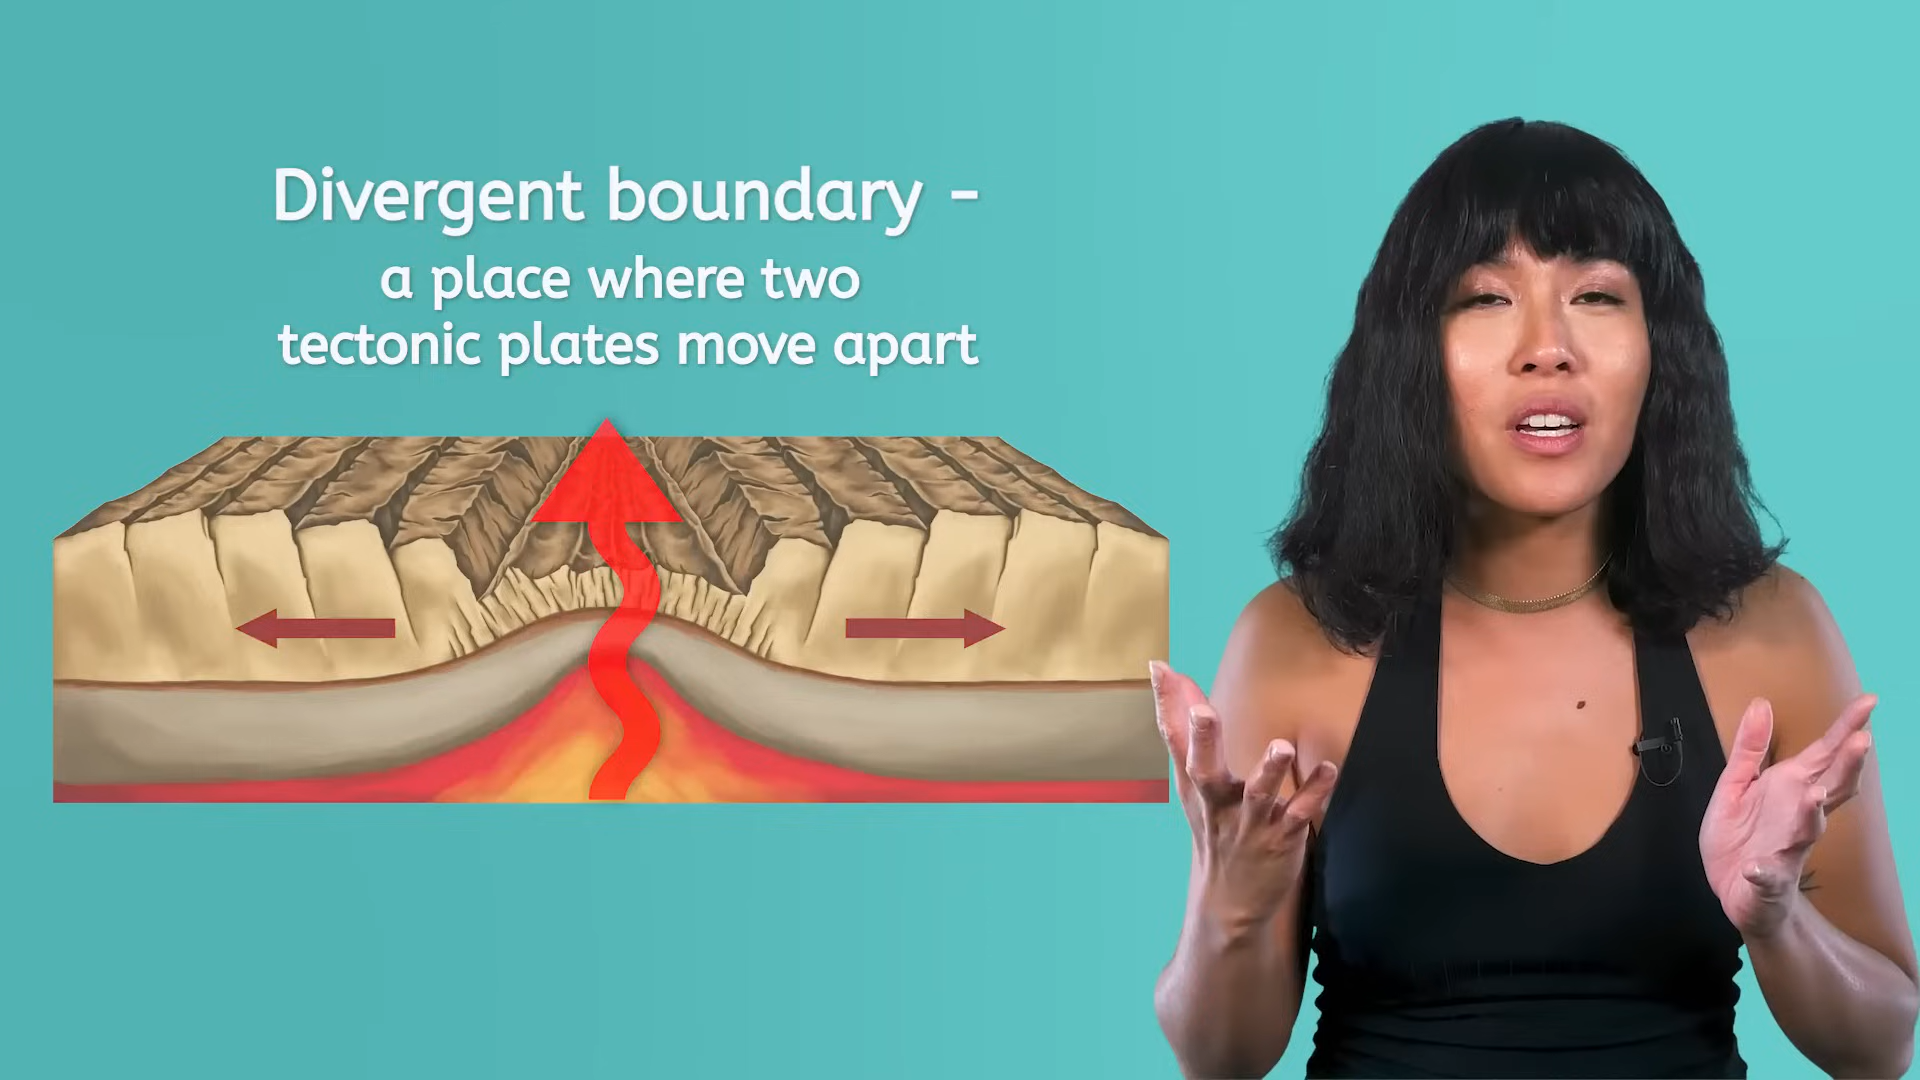 Divergent boundary -
a place where two
tectonic plates move apart